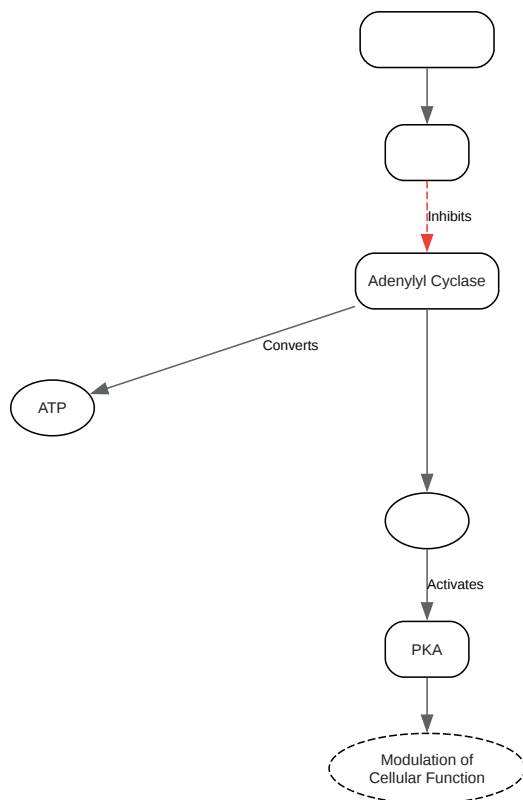 Inhibits
Adenylyl Cyclase
Converts
ATP
Activates
PKA
Modulation of
Cellular Function